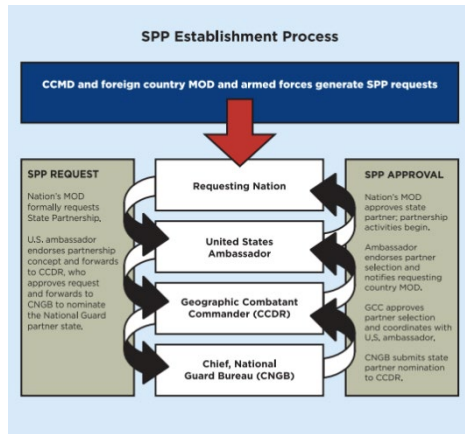 SPP Establishment Process
CCMD and foreign country MOD and armed forces generate SPP requests
SPP REQUEST
Nation's MOD
formally requests
State Partnership.
U.S. ambassador
endorses partnership
concept and forwards
to CCDR, who
approves request
and forwards to
CNGB to nominate
the National Guard
partner state.
Requesting Nation
United States
Ambassador
Geographic Combatant
Commander (CCDR)
Chief, National
Guard Bureau (CNGB)
SPP APPROVAL
Nation's MOD
approves state
partner; partnership
activities begin.
Ambassador
endorses partner
selection and
notifies requesting
country MOD.
GCC approves
partner selection
and coordinates with
U.S. ambassador.
CNGB submits state
partner nomination
to CCDR.